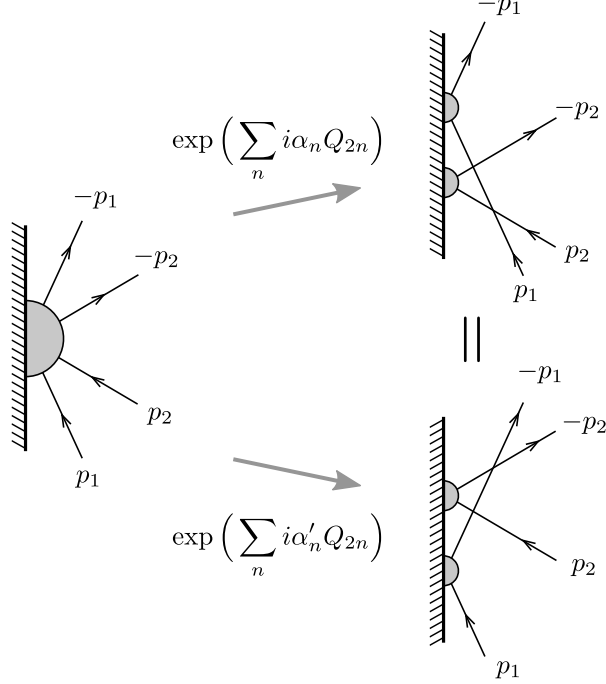 -p₁
exp ( ∑ₙ iαₙQ₂ₙ )
-p₂
p₂
p₁
-p₁
-p₂
p₂
p₁
exp ( ∑ₙ iα′ₙQ₂ₙ )
-p₁
-p₂
p₂
p₁